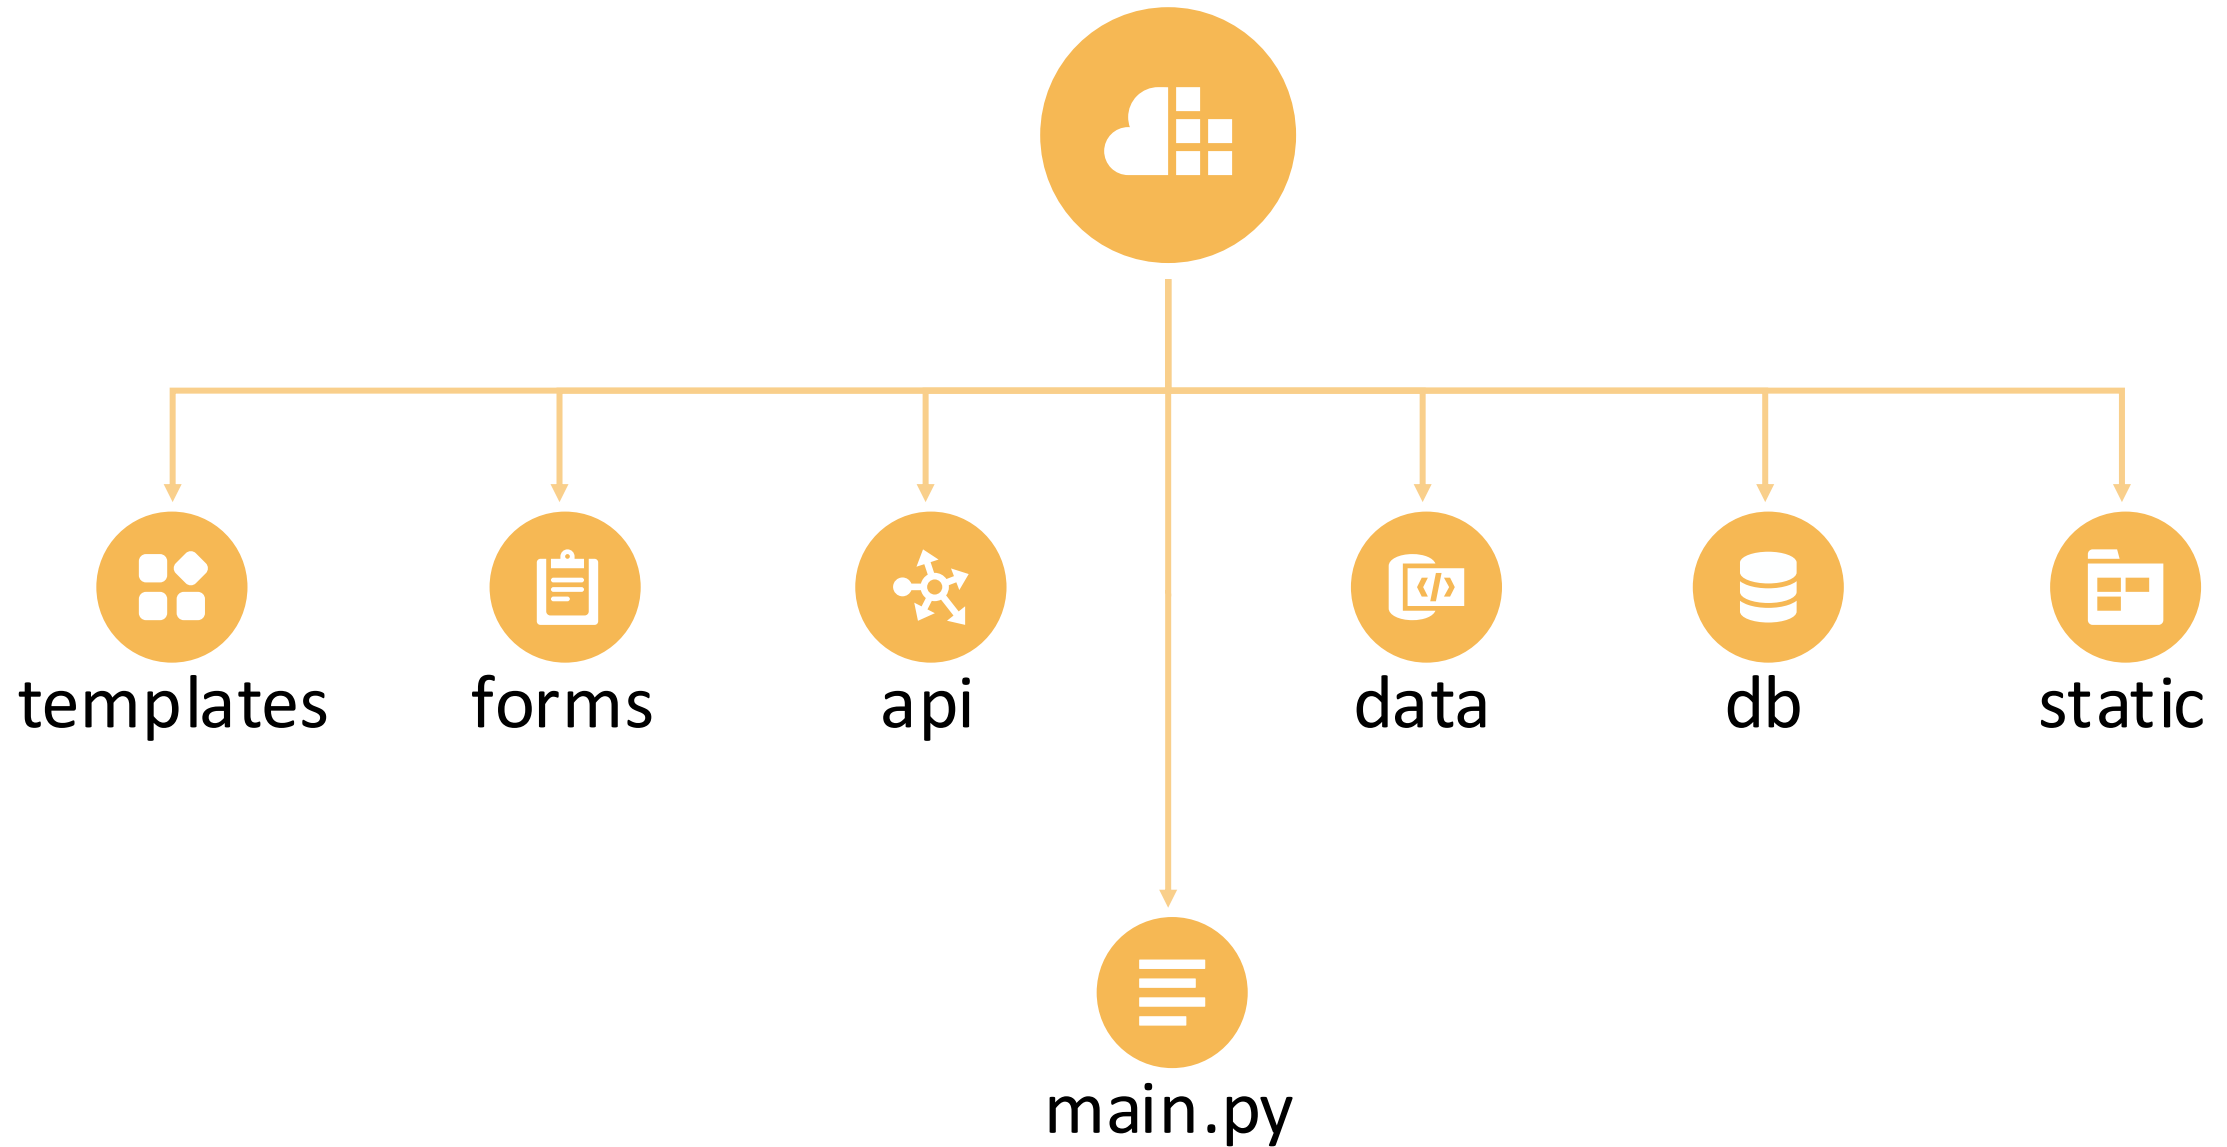 templates
forms
api
data
db
static
main.py